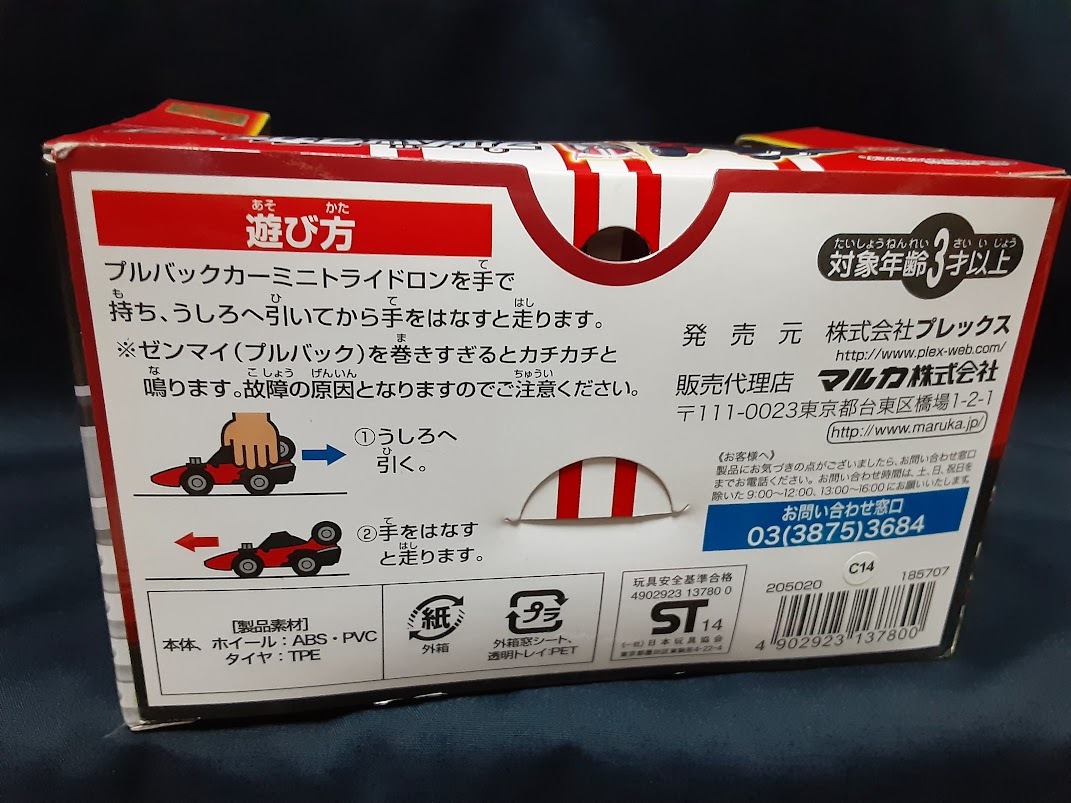 遊び方
プルバックカーミニトライドロンを手で
持ち、うしろへ引いてから手をはなすと走ります。
※ゼンマイ(プルバック)を巻きすぎるとカチカチと
鳴ります。故障の原因となりますのでご注意ください。
①うしろへ
引く。
②手をはなす
と走ります。
対象年齢3才以上
発売元 株式会社プレックス
http://www.plex-web.com/
販売代理店 マルカ株式会社
〒111-0023東京都台東区橋場1-2-1
http://www.maruka.jp/
《お客様へ》
製品にお気づきの点がございましたら、お問い合わせ窓口
までお電話ください。お問い合わせ時間は、土、日、祝日を
除いた9:00〜12:00、13:00〜16:00にお願いいたします。
お問い合わせ窓口
03(3875)3684
C14
[製品素材]
本体、ホイール:ABS・PVC
タイヤ:TPE
紙
外箱
プラ
外箱窓シート、
透明トレイ:PET
玩具安全基準合格
4902923 13780 0
ST 14
(一社)日本玩具協会
東京都墨田区東駒形4-22-4
205020 185707
4 902923 137800